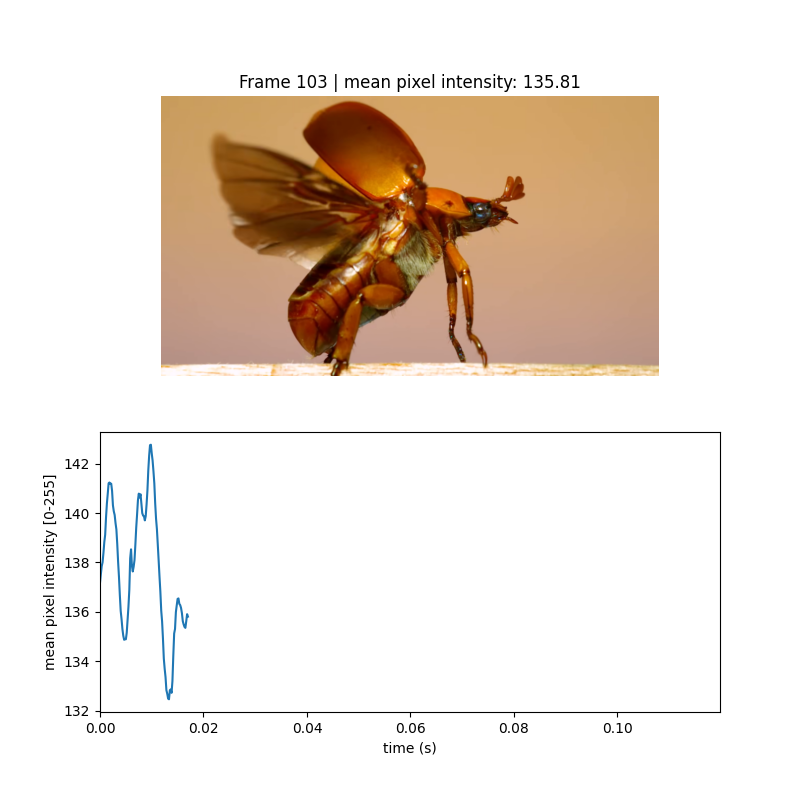 Frame 103 | mean pixel intensity: 135.81
142
140
138
136
134
132
mean pixel intensity [0-255]
0.00 0.02 0.04 0.06 0.08 0.10
time (s)